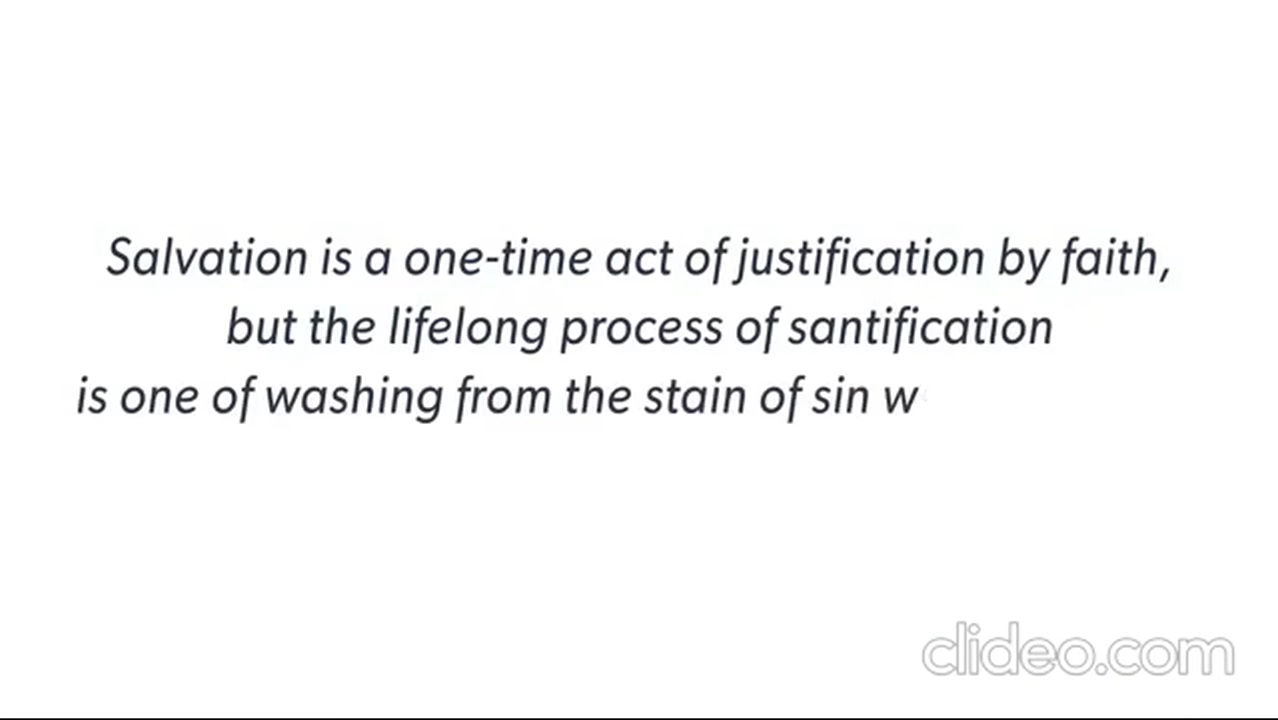 Salvation is a one-time act of justification by faith,
but the lifelong process of santification
is one of washing from the stain of sin w
clideo.com